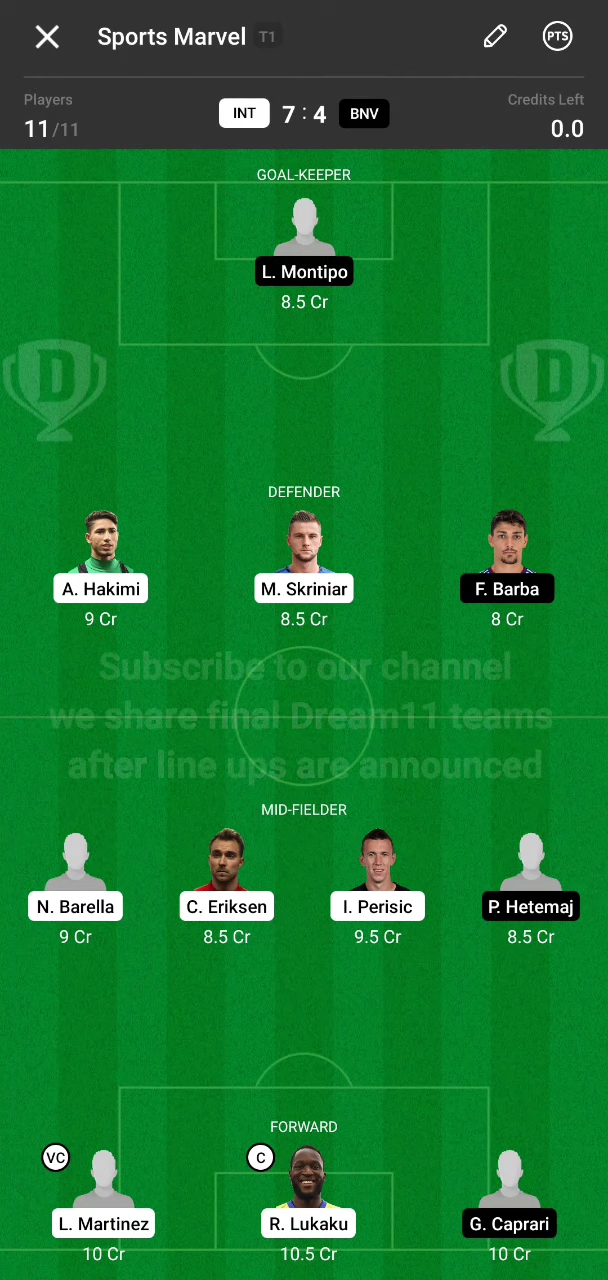 Sports Marvel T1
PTS
Players
Credits Left
11/11
INT 7 : 4 BNV
0.0
GOAL-KEEPER
L. Montipo
8.5 Cr
D D
DEFENDER
A. Hakimi M. Skriniar F. Barba
9 Cr 8.5 Cr 8 Cr
Subscribe to our channel
we share final Dream11 teams
after line ups are announced
MID-FIELDER
N. Barella C. Eriksen I. Perisic P. Hetemaj
9 Cr 8.5 Cr 9.5 Cr 8.5 Cr
FORWARD
VC C
L. Martinez R. Lukaku G. Caprari
10 Cr 10.5 Cr 10 Cr